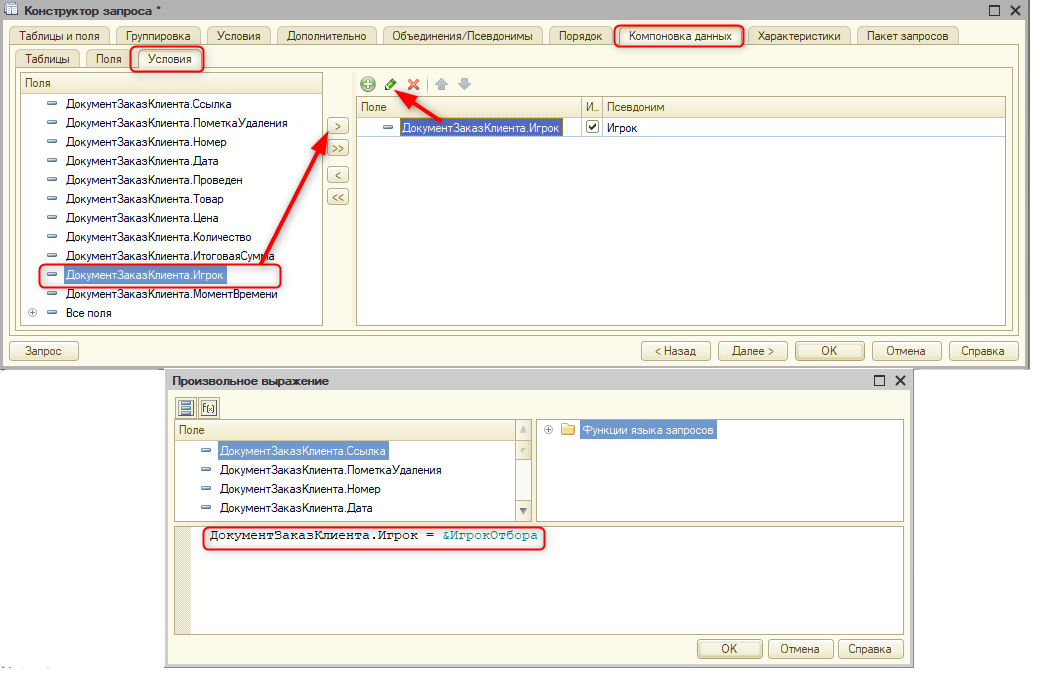 Конструктор запроса *
Таблицы и поля Группировка Условия Дополнительно Объединения/Псевдонимы Порядок Компоновка данных Характеристики Пакет запросов
Таблицы Поля Условия
Поля
ДокументЗаказКлиента.Ссылка
ДокументЗаказКлиента.ПометкаУдаления
ДокументЗаказКлиента.Номер
ДокументЗаказКлиента.Дата
ДокументЗаказКлиента.Проведен
ДокументЗаказКлиента.Товар
ДокументЗаказКлиента.Цена
ДокументЗаказКлиента.Количество
ДокументЗаказКлиента.ИтоговаяСумма
ДокументЗаказКлиента.Игрок
ДокументЗаказКлиента.МоментВремени
Все поля
>
>>
<
<<
Поле И.. Псевдоним
ДокументЗаказКлиента.Игрок Игрок
Запрос < Назад Далее > OK Отмена Справка
Произвольное выражение
f(x)
Поле
ДокументЗаказКлиента.Ссылка
ДокументЗаказКлиента.ПометкаУдаления
ДокументЗаказКлиента.Номер
ДокументЗаказКлиента.Дата
Функции языка запросов
ДокументЗаказКлиента.Игрок = &ИгрокОтбора
OK Отмена Справка